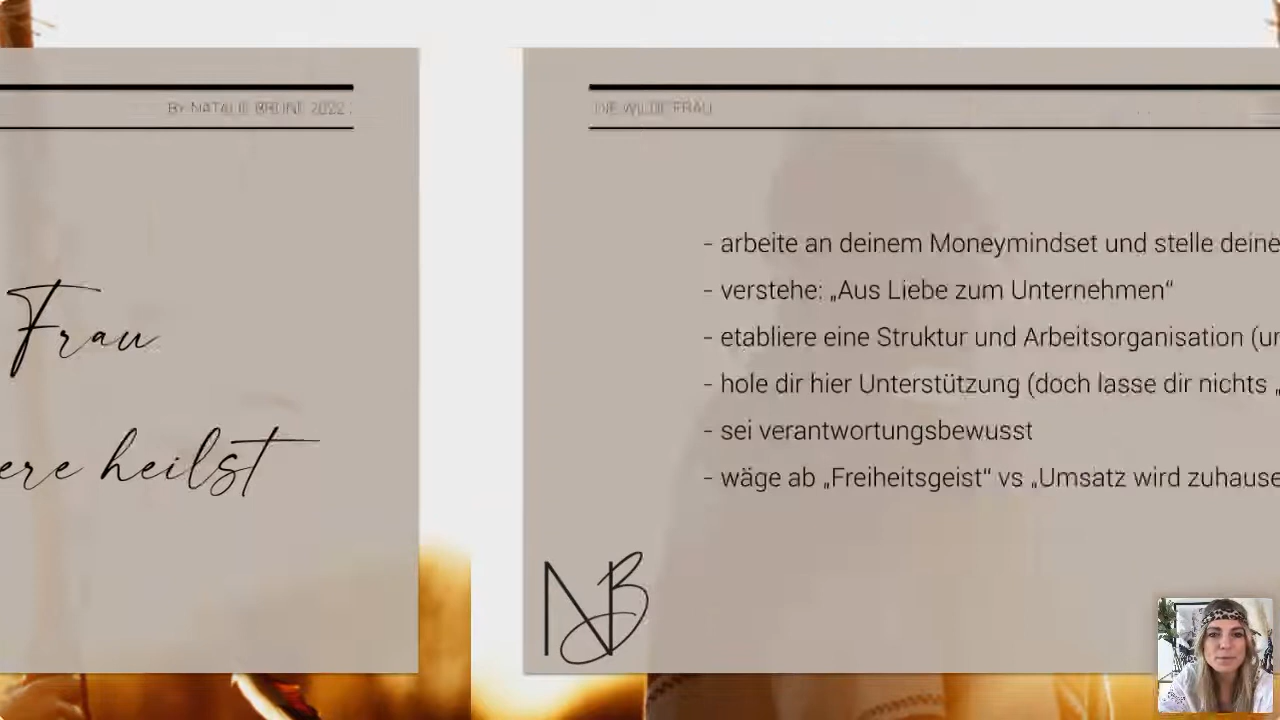 BY NATALIE BRUNE 2022
Frau
ere heilst
DIE WILDE FRAU
- arbeite an deinem Moneymindset und stelle deine
- verstehe: „Aus Liebe zum Unternehmen“
- etabliere eine Struktur und Arbeitsorganisation (un
- hole dir hier Unterstützung (doch lasse dir nichts „
- sei verantwortungsbewusst
- wäge ab „Freiheitsgeist“ vs „Umsatz wird zuhause
NB